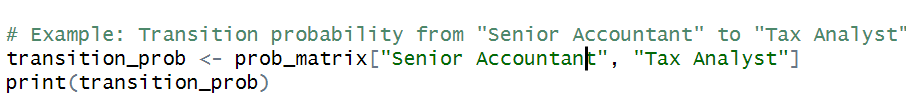 # Example: Transition probability from "Senior Accountant" to "Tax Analyst"
transition_prob <- prob_matrix["Senior Accountant", "Tax Analyst"]
print(transition_prob)